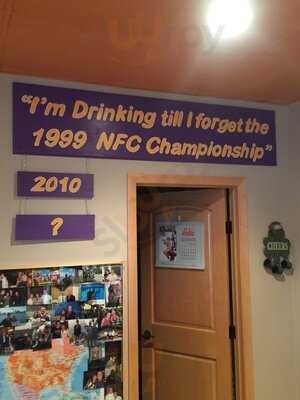 "I'm Drinking till I forget the
1999 NFC Championship"
2010
?
CHEERS